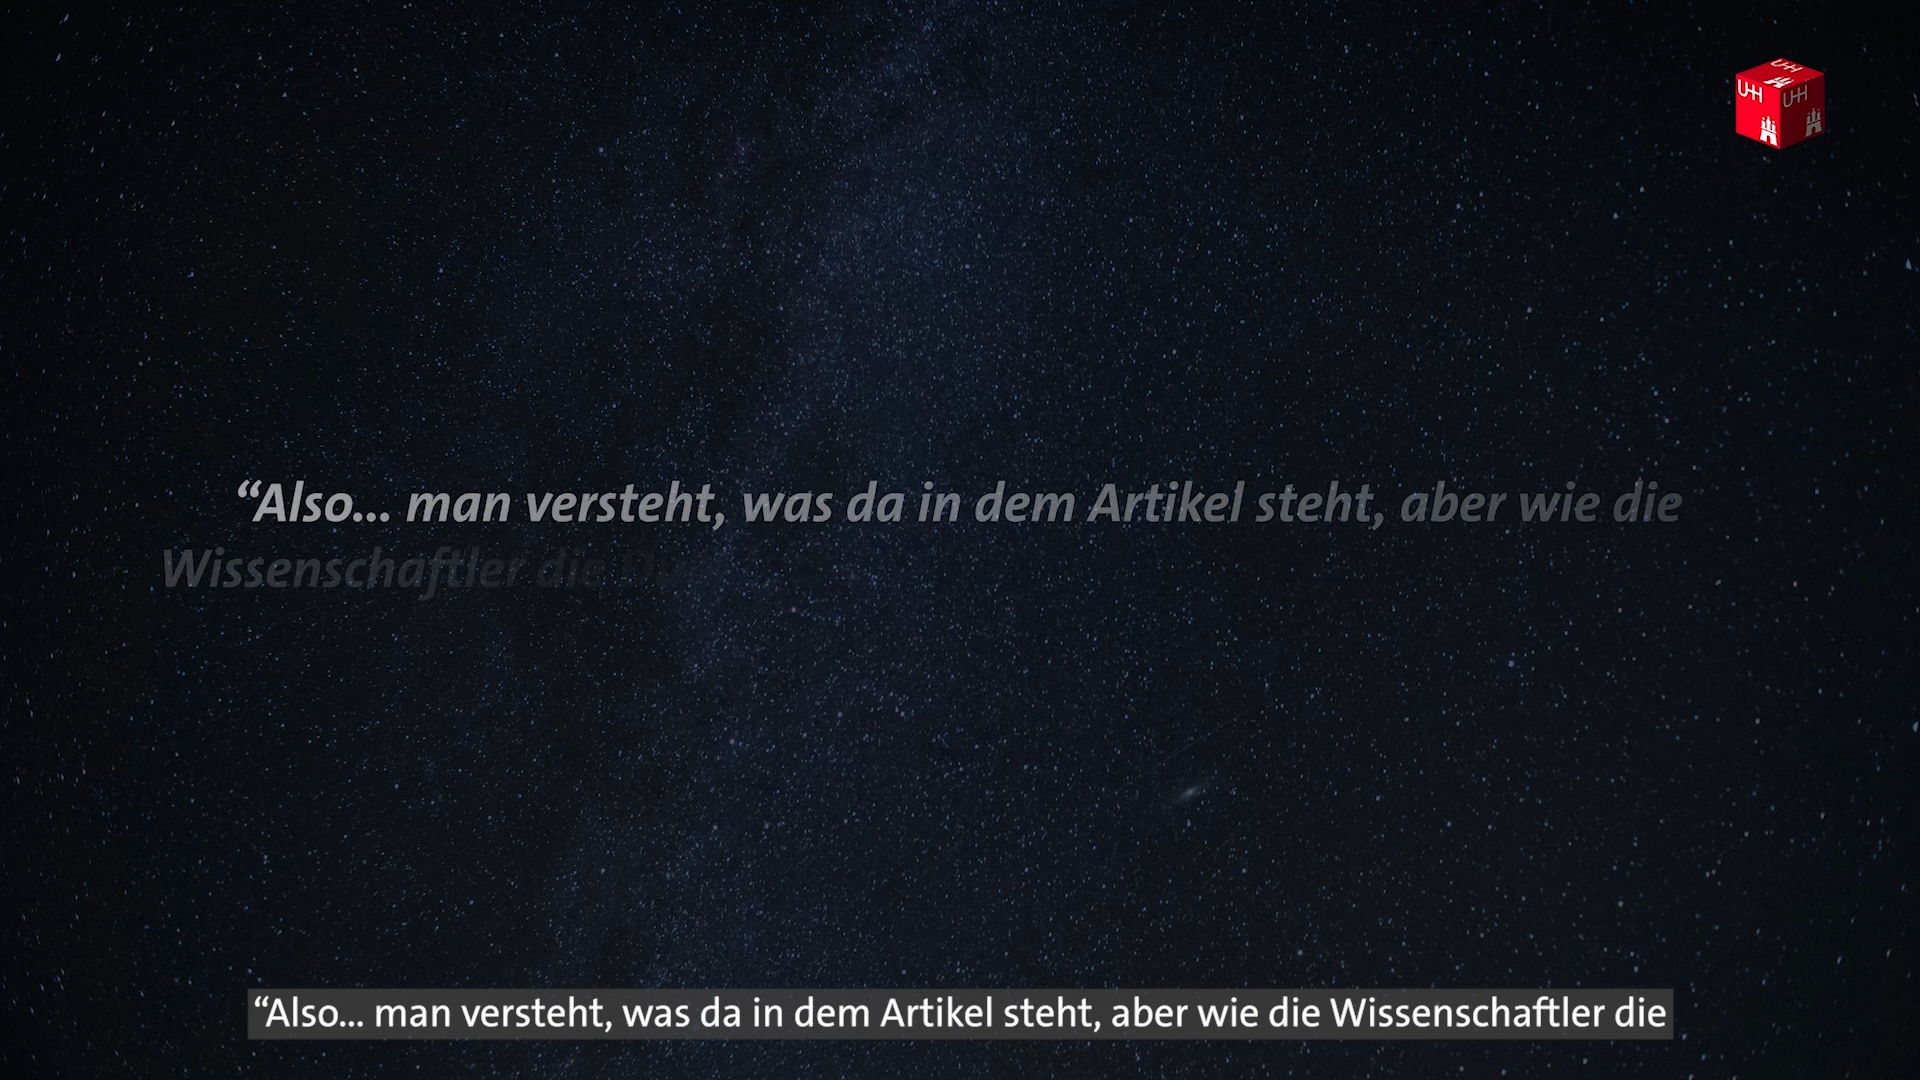 UHH
UHH
UHH
“Also... man versteht, was da in dem Artikel steht, aber wie die
Wissenschaftler die
“Also... man versteht, was da in dem Artikel steht, aber wie die Wissenschaftler die